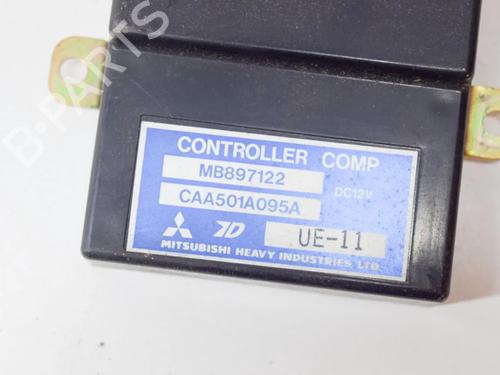 B-PARTS
CONTROLLER COMP
MB897122
DC12V
CAA501A095A
UE-11
MITSUBISHI HEAVY INDUSTRIES, LTD.